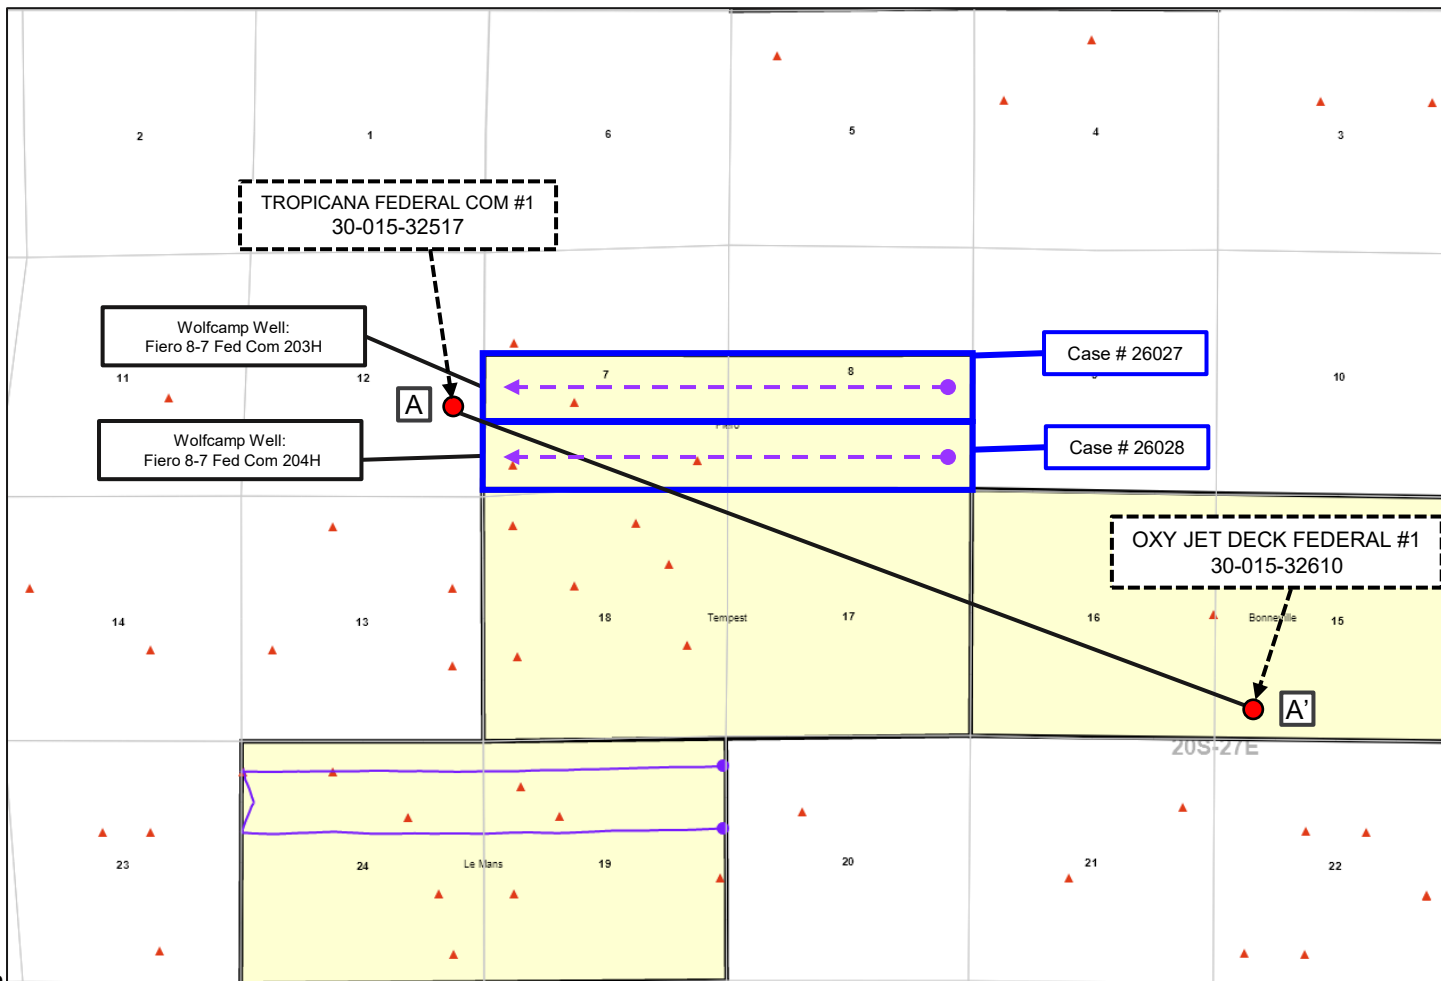 2
1
6
5
4
3
TROPICANA FEDERAL COM #1
30-015-32517
Wolfcamp Well:
Fiero 8-7 Fed Com 203H
Case # 26027
11
12
7
8
10
A
Wolfcamp Well:
Fiero 8-7 Fed Com 204H
Case # 26028
OXY JET DECK FEDERAL #1
30-015-32610
14
13
18
Tempest
17
16
Bonneville
15
A'
20S-27E
23
24
Le Mans
19
20
21
22